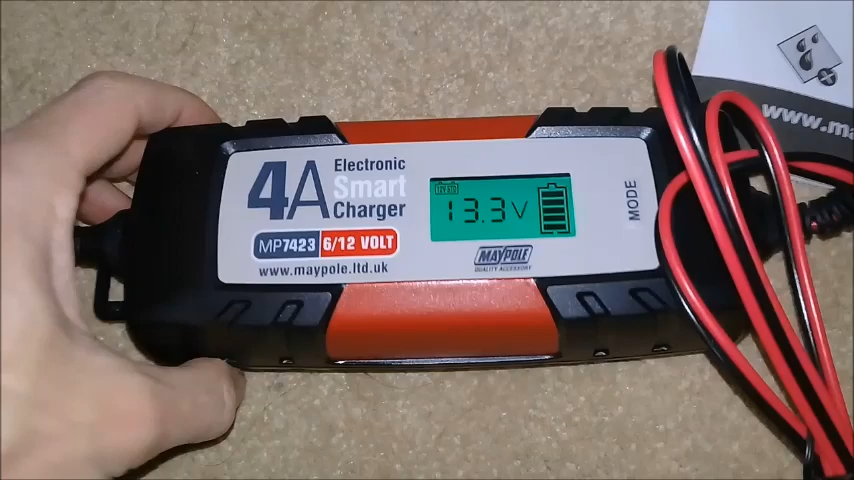 4A
Electronic
Smart
Charger
MP7423 6/12 VOLT
www.maypole.ltd.uk
13.3V
MAYPOLE
QUALITY ACCESSORY
MODE
www.ma